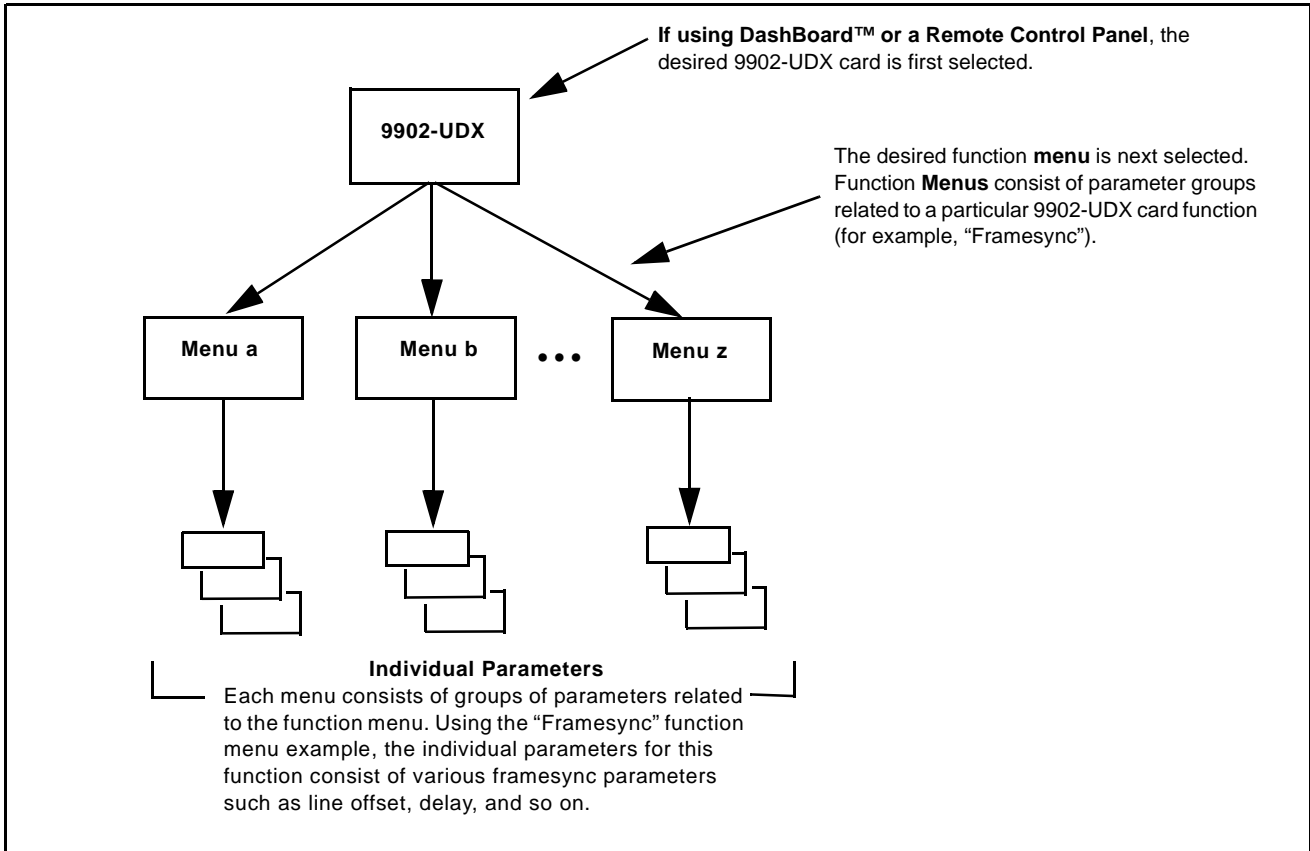 If using DashBoard™ or a Remote Control Panel, the
desired 9902-UDX card is first selected.
9902-UDX
The desired function menu is next selected.
Function Menus consist of parameter groups
related to a particular 9902-UDX card function
(for example, “Framesync”).
Menu a
Menu b
•••
Menu z
Individual Parameters
Each menu consists of groups of parameters related
to the function menu. Using the “Framesync” function
menu example, the individual parameters for this
function consist of various framesync parameters
such as line offset, delay, and so on.